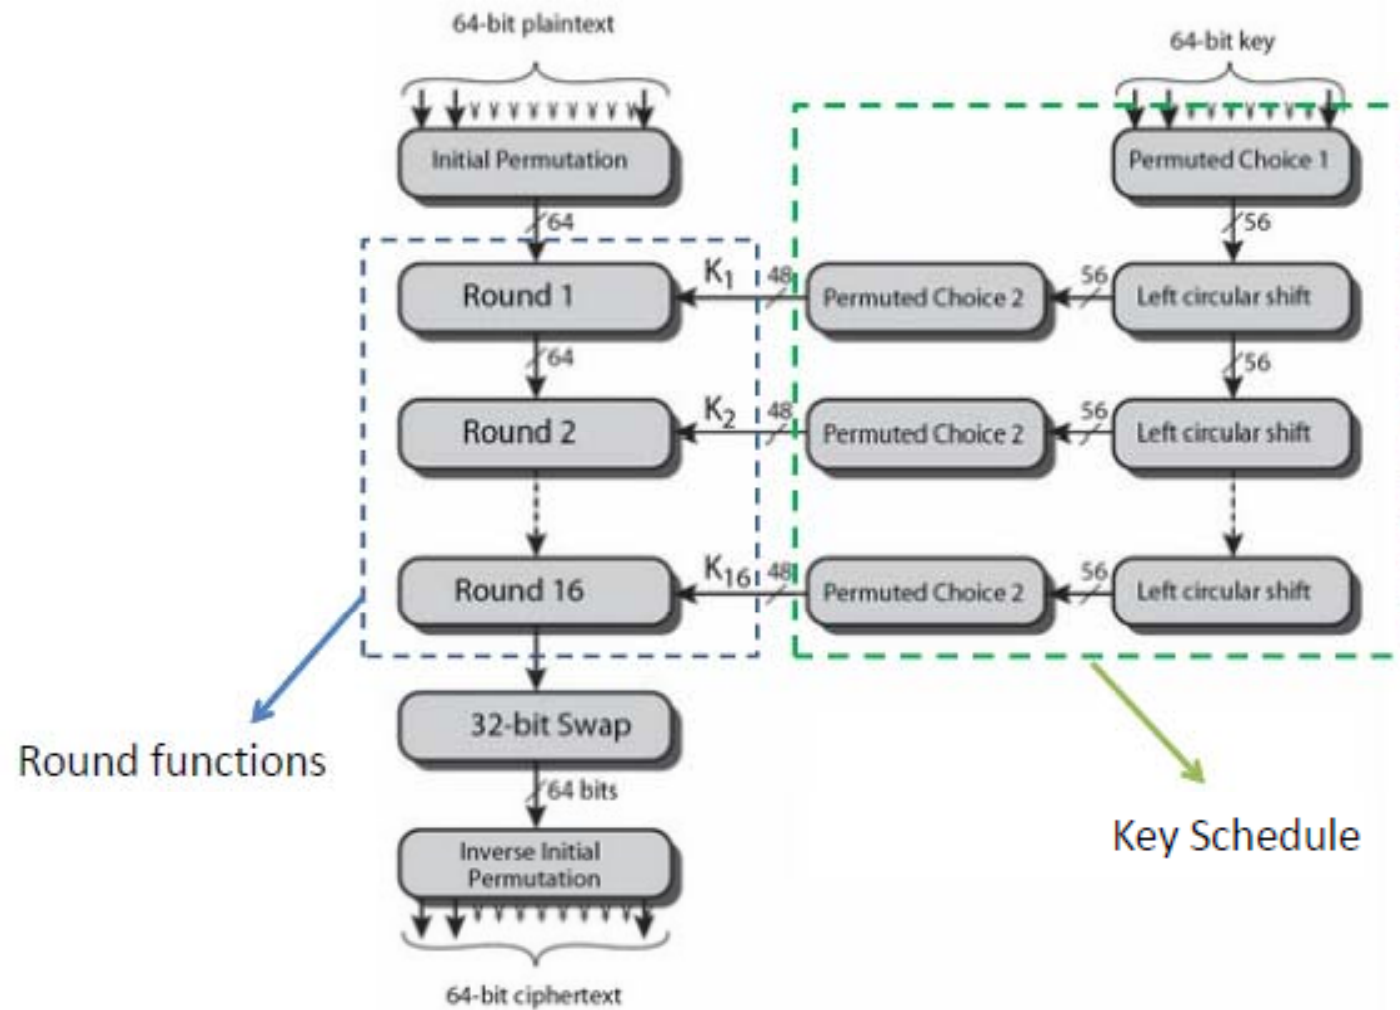 64-bit plaintext
64-bit key
Initial Permutation
Permuted Choice 1
64
56
Round 1
K1
48
Permuted Choice 2
56
Left circular shift
64
56
Round 2
K2
48
Permuted Choice 2
56
Left circular shift
Round 16
K16
48
Permuted Choice 2
56
Left circular shift
32-bit Swap
Round functions
64 bits
Key Schedule
Inverse Initial
Permutation
64-bit ciphertext